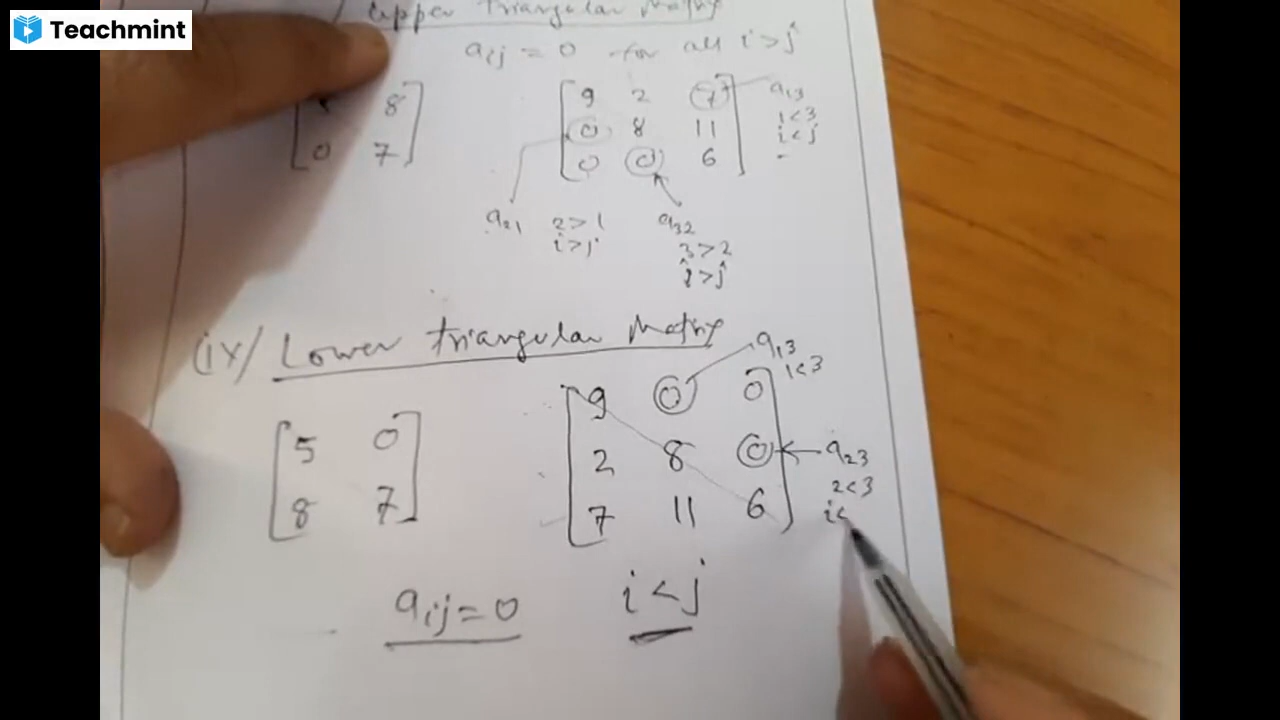 Teachmint
Upper Triangular Matrix
aij = 0 for all i > j
8
0 7
9 2 7
0 8 11
0 0 6
a13
1 < 3
i < j
a21 2 > 1
i > j
a32
3 > 2
i > j
(ix) Lower triangular Matrix
5 0
8 7
9 0 0
2 8 0
7 11 6
a13
1 < 3
a23
2 < 3
i <
aij = 0 i < j